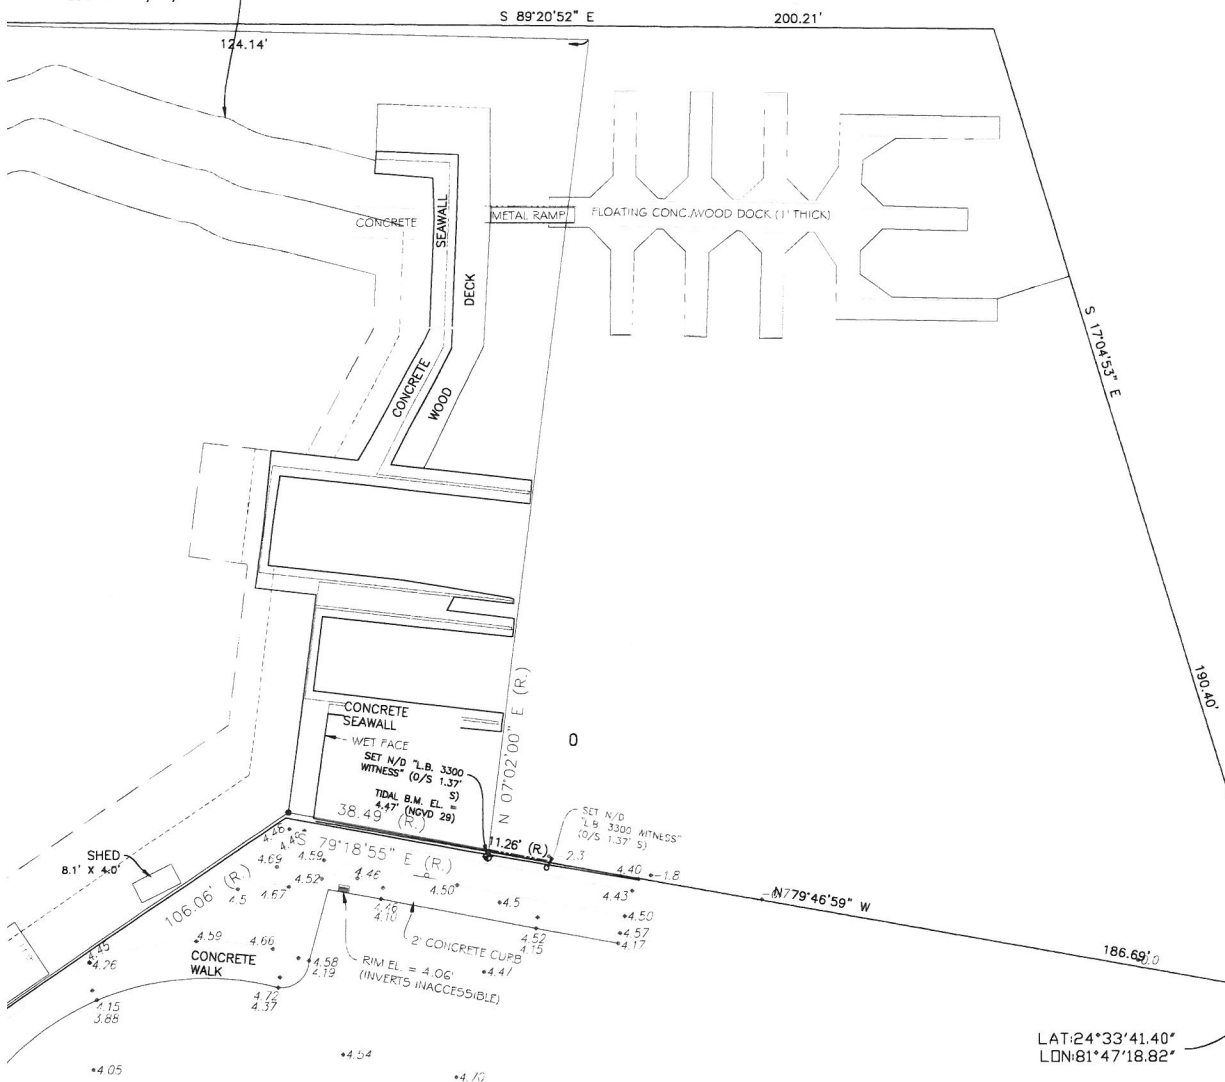 S 89°20'52" E
200.21'
124.14'
CONCRETE
SEAWALL
METAL RAMP
FLOATING CONC./WOOD DOCK (1' THICK)
DECK
S 17°04'53" E
CONCRETE
WOOD
190.40'
N 07°02'00" E (R.)
CONCRETE
SEAWALL
WET FACE
0
SET N/D "L.B. 3300
WITNESS" (O/S 1.37'
S)
TIDAL B.M. EL. =
4.47' (NGVD 29)
38.49' (R.)
SET N/D
"L.B. 3300 WITNESS"
(O/S 1.37' S)
11.26' (R.)
2.3
S 79°18'55" E (R.)
4.40
-1.8
SHED
8.1' X 4.0'
4.69
4.59
4.52
4.46
4.50
4.43
N79°46'59" W
106.06' (R.)
4.5
4.67
4.46
4.10
4.5
4.50
4.52
4.15
4.57
4.17
4.59
4.66
2' CONCRETE CURB
186.69'
0.0
4.45
4.26
CONCRETE
WALK
4.58
4.19
RIM EL. = 4.06'
(INVERTS INACCESSIBLE)
4.47
4.72
4.37
4.15
3.88
LAT:24°33'41.40"
LON:81°47'18.82"
4.54
4.05
4.70